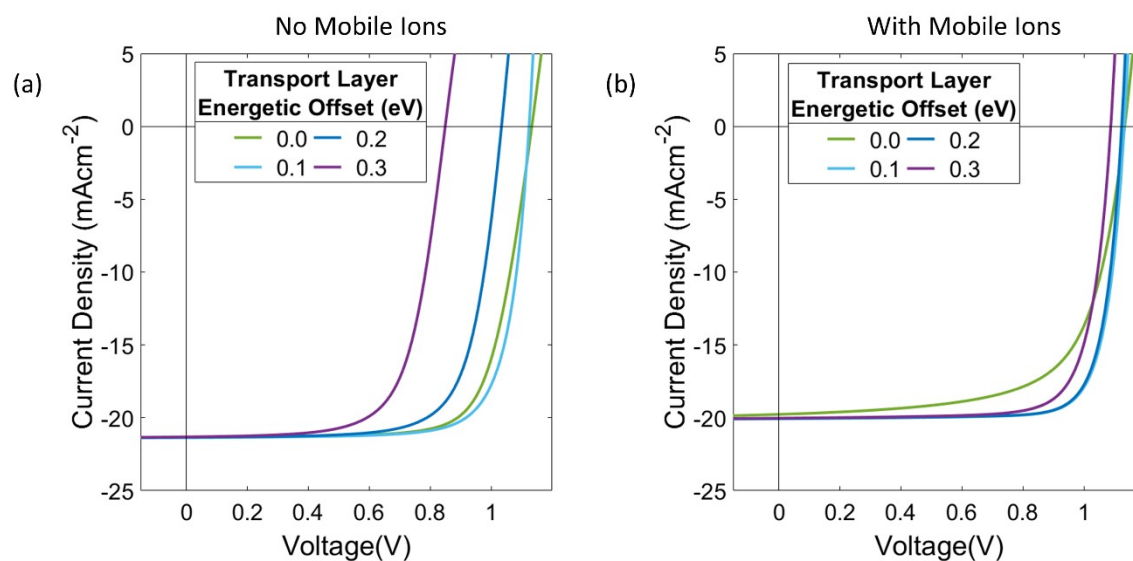 No Mobile Ions
(a)
5
0
-5
-10
-15
-20
-25
Current Density (mAcm⁻²)
Transport Layer
Energetic Offset (eV)
0.0 0.2
0.1 0.3
0 0.2 0.4 0.6 0.8 1
Voltage(V)
With Mobile Ions
(b)
5
0
-5
-10
-15
-20
-25
Current Density (mAcm⁻²)
Transport Layer
Energetic Offset (eV)
0.0 0.2
0.1 0.3
0 0.2 0.4 0.6 0.8 1
Voltage(V)